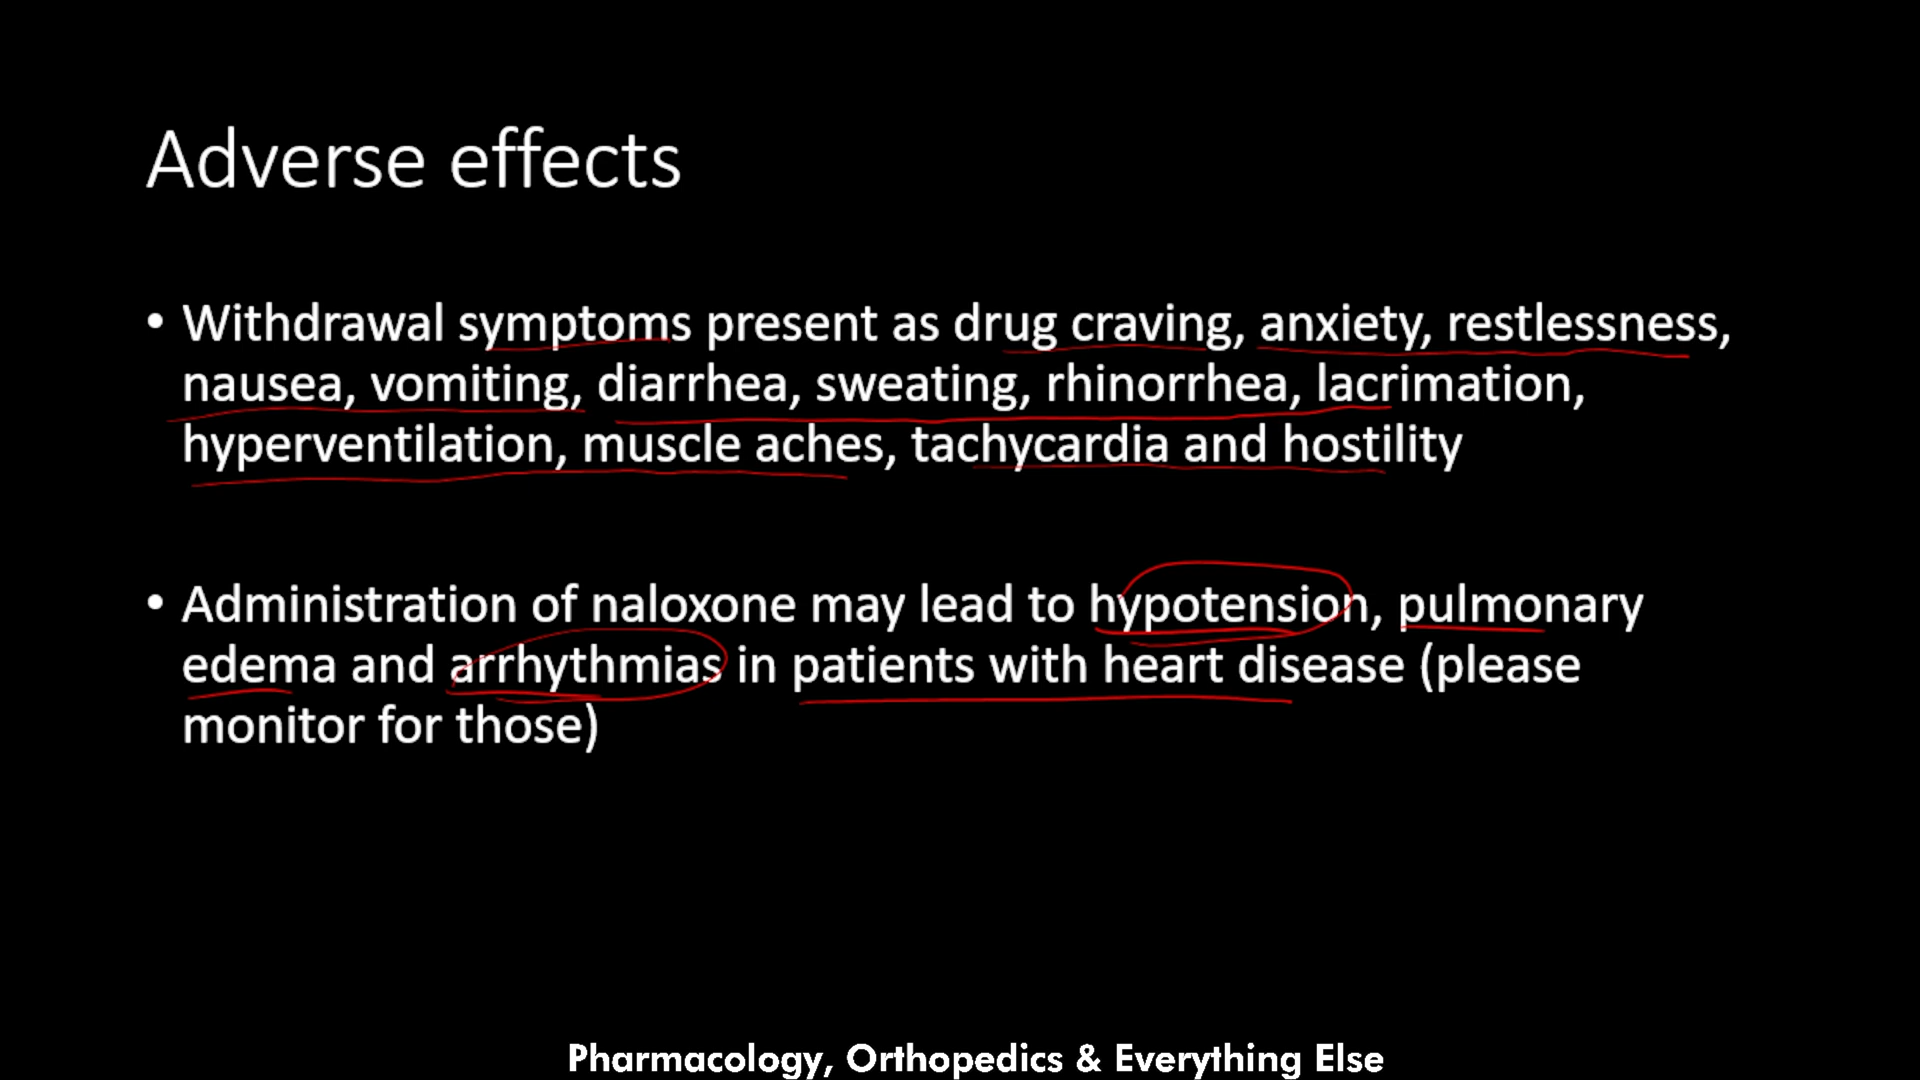 Adverse effects
• Withdrawal symptoms present as drug craving, anxiety, restlessness,
nausea, vomiting, diarrhea, sweating, rhinorrhea, lacrimation,
hyperventilation, muscle aches, tachycardia and hostility
• Administration of naloxone may lead to hypotension, pulmonary
edema and arrhythmias in patients with heart disease (please
monitor for those)
Pharmacology, Orthopedics & Everything Else